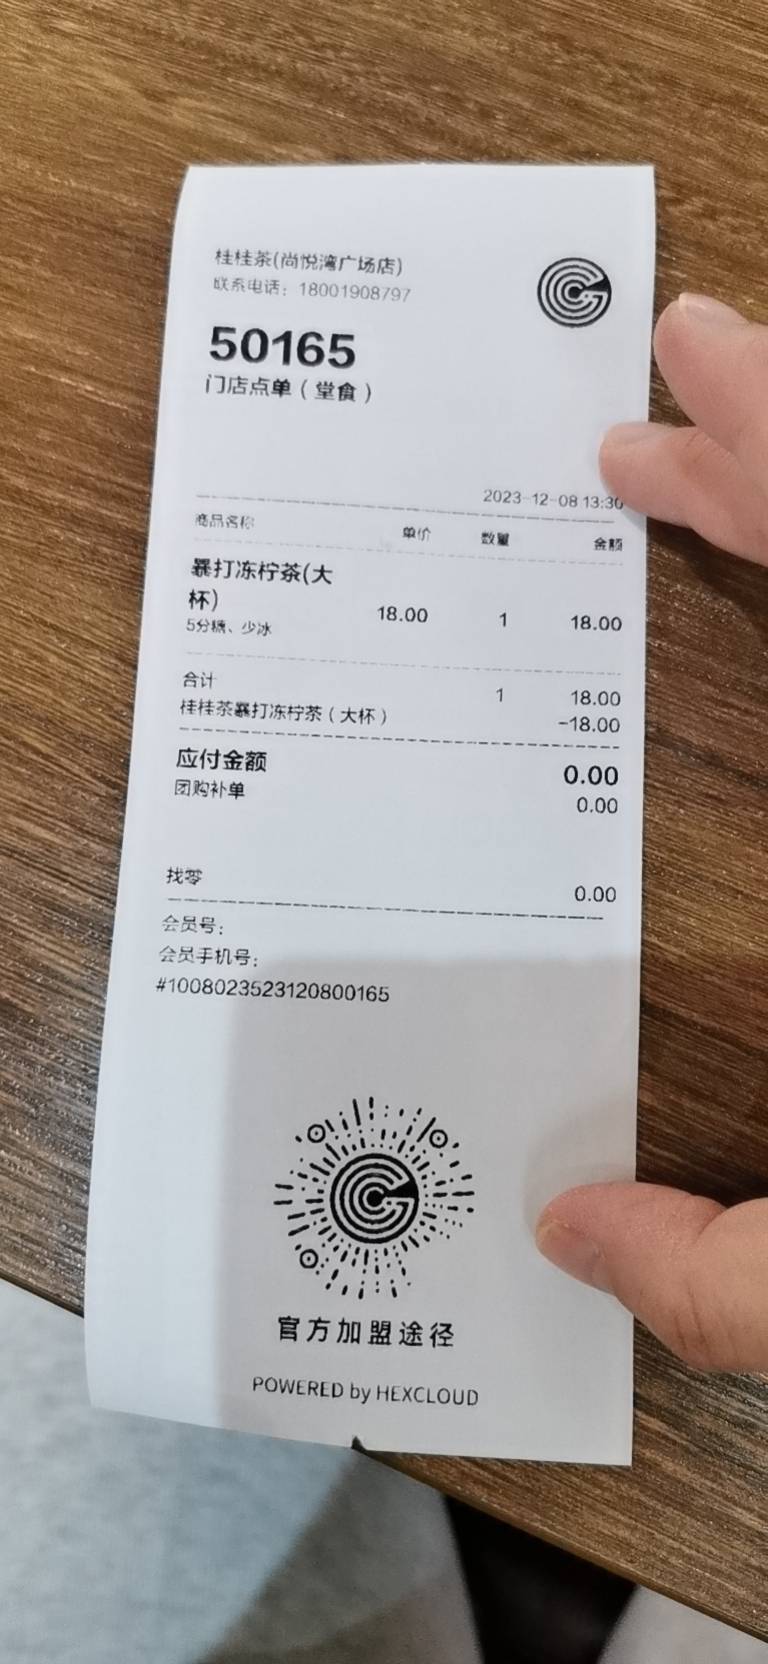 桂桂茶(尚悦湾广场店)
联系电话：18001908797
50165
门店点单（堂食）
2023-12-08 13:30
商品名称 单价 数量 金额
暴打冻柠茶(大
杯) 18.00 1 18.00
5分糖、少冰
合计 1 18.00
桂桂茶暴打冻柠茶（大杯） -18.00
应付金额 0.00
团购补单 0.00
找零 0.00
会员号：
会员手机号：
#1008023523120800165
官方加盟途径
POWERED by HEXCLOUD